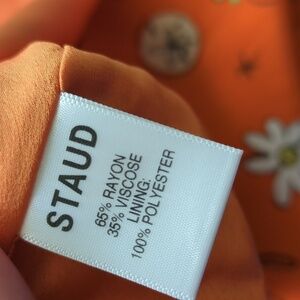 STAUD
65% RAYON
35% VISCOSE
LINING:
100% POLYESTER